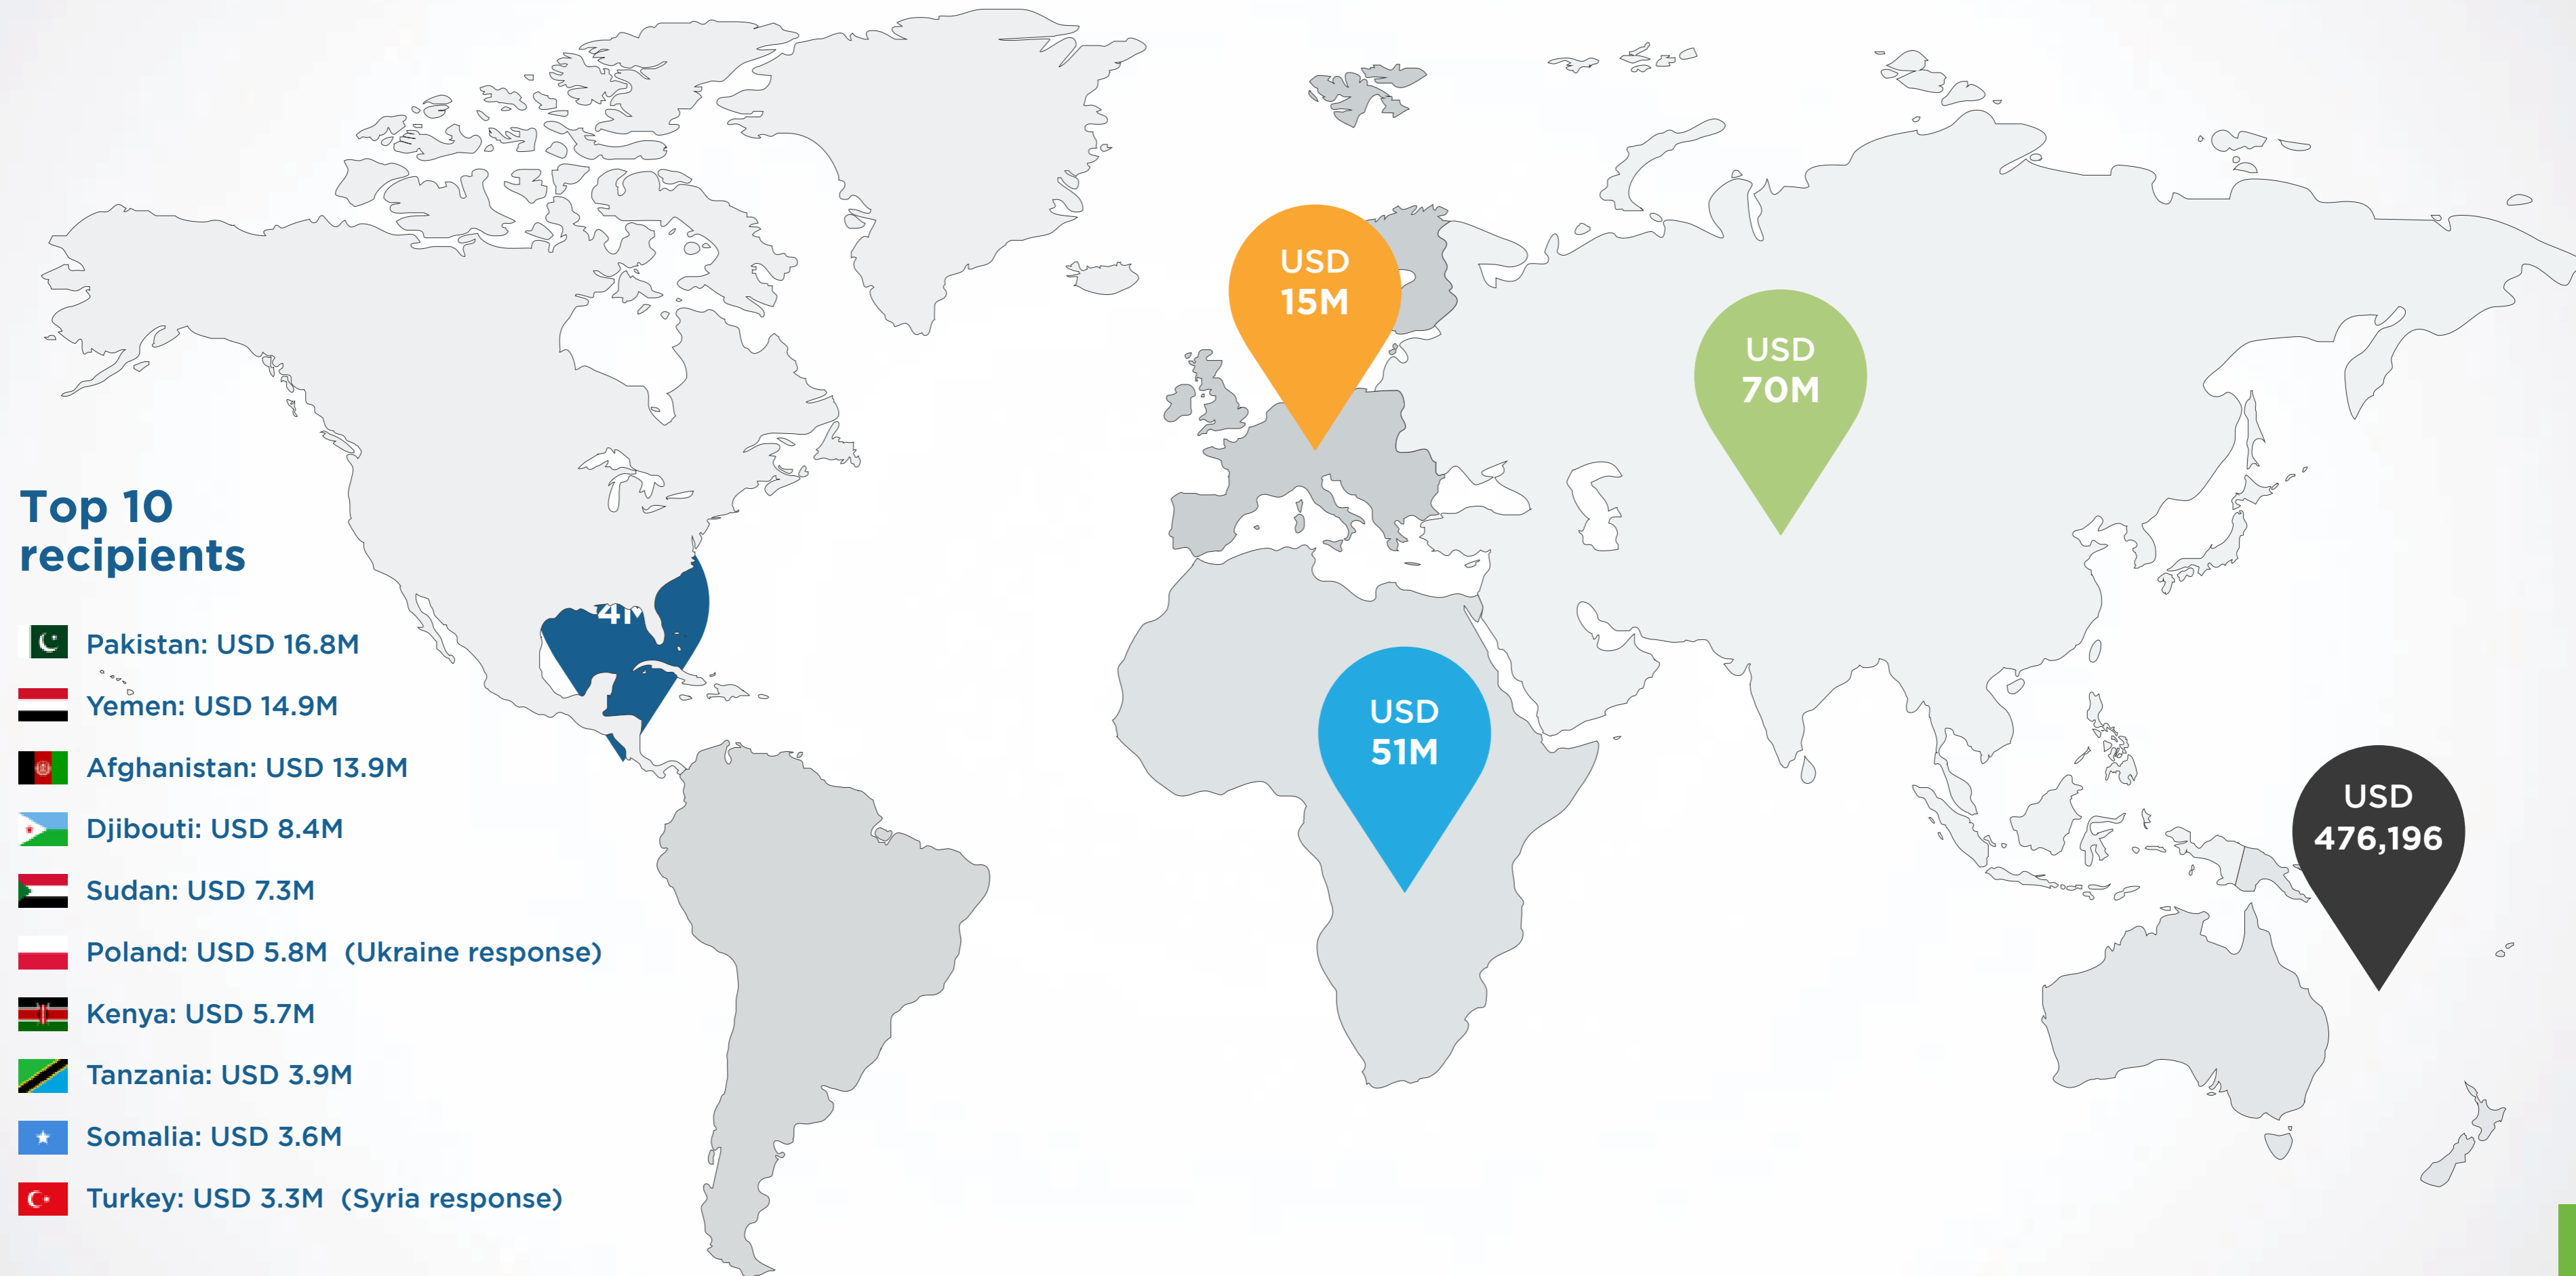 USD
15M
USD
70M
Top 10
recipients
Pakistan: USD 16.8M
Yemen: USD 14.9M
Afghanistan: USD 13.9M
Djibouti: USD 8.4M
Sudan: USD 7.3M
Poland: USD 5.8M (Ukraine response)
Kenya: USD 5.7M
Tanzania: USD 3.9M
Somalia: USD 3.6M
Turkey: USD 3.3M (Syria response)
USD
51M
USD
476,196